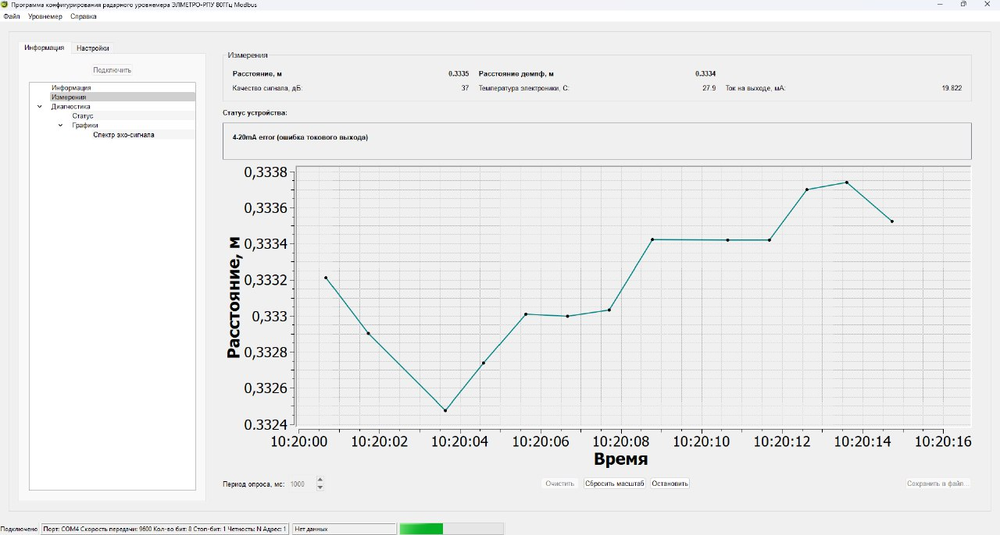 Программа конфигурирования радарного уровнемера ЭЛМЕТРО-РПУ 80ГГц Modbus
Файл Уровнемер Справка
Информация Настройки
Подключить
Информация
Измерения
Диагностика
Статус
Графики
Спектр эхо-сигнала
Измерения
Расстояние, м 0.3335 Расстояние демпф, м 0.3334
Качество сигнала, дБ: 37 Температура электроники, С: 27.9 Ток на выходе, мА: 19.822
Статус устройства:
4-20mA error (ошибка токового выхода)
0,3338
0,3336
0,3334
0,3332
0,333
0,3328
0,3326
0.3324
Расстояние, м
10:20:00 10:20:02 10:20:04 10:20:06 10:20:08 10:20:10 10:20:12 10:20:14 10:20:16
Время
Период опроса, мс: 1000 Очистить Сбросить масштаб Остановить Сохранить в файл...
Подключено Порт: COM4 Скорость передачи: 9600 Кол-во бит: 8 Стоп-бит: 1 Четность: N Адрес: 1 Нет данных